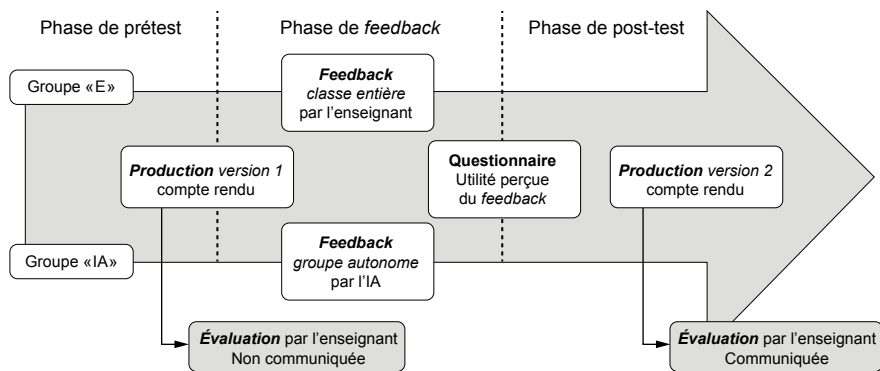 Phase de prétest
Phase de feedback
Phase de post-test
Groupe «E»
Feedback
classe entière
par l’enseignant
Production version 1
compte rendu
Questionnaire
Utilité perçue
du feedback
Production version 2
compte rendu
Groupe «IA»
Feedback
groupe autonome
par l’IA
Évaluation par l’enseignant
Non communiquée
Évaluation par l’enseignant
Communiquée